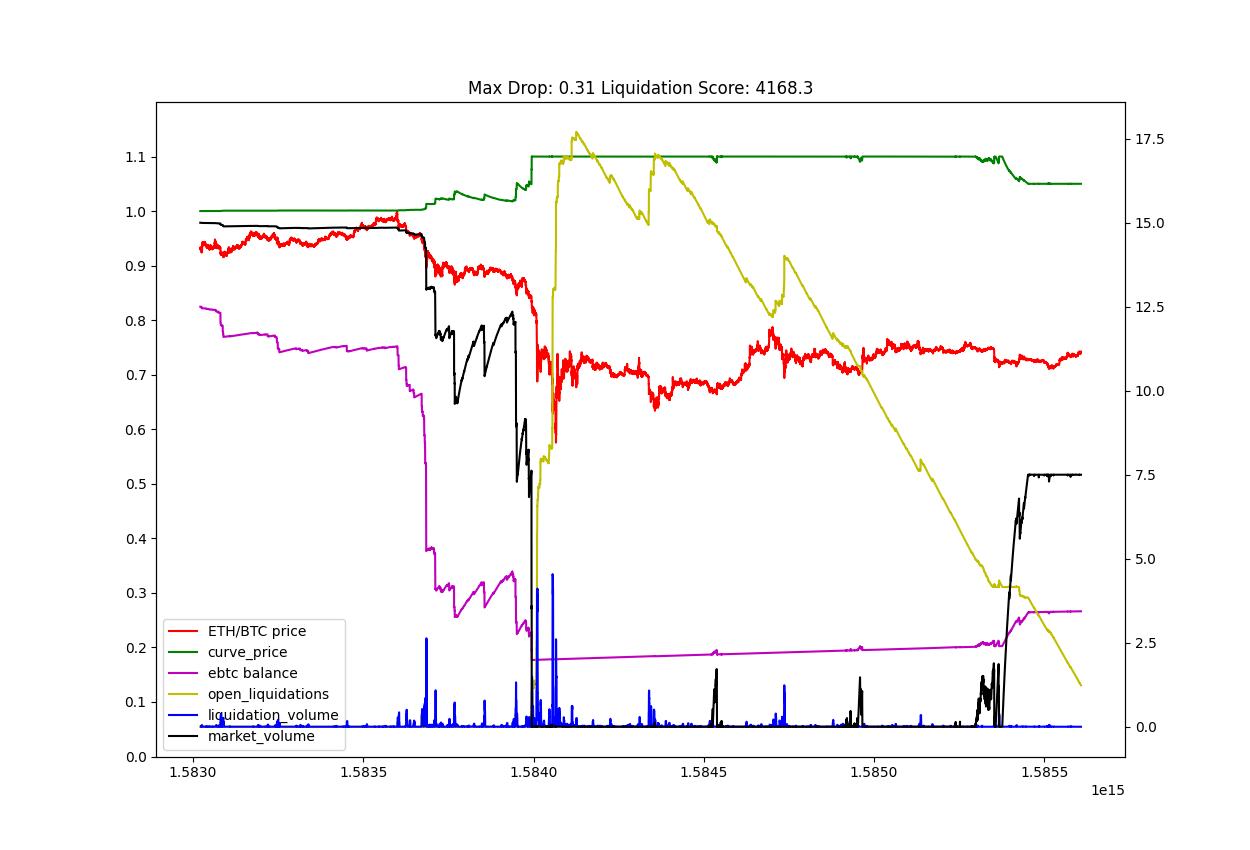 Max Drop: 0.31 Liquidation Score: 4168.3
1.1
1.0
0.9
0.8
0.7
0.6
0.5
0.4
0.3
0.2
0.1
0.0
17.5
15.0
12.5
10.0
7.5
5.0
2.5
0.0
ETH/BTC price
curve_price
ebtc balance
open_liquidations
liquidation_volume
market_volume
1.5830 1.5835 1.5840 1.5845 1.5850 1.5855
1e15